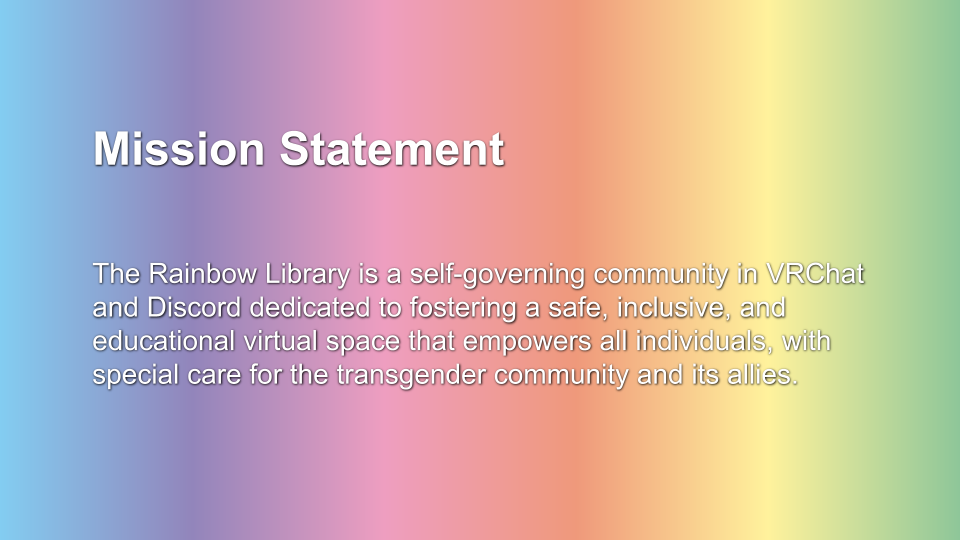 Mission Statement
The Rainbow Library is a self-governing community in VRChat
and Discord dedicated to fostering a safe, inclusive, and
educational virtual space that empowers all individuals, with
special care for the transgender community and its allies.